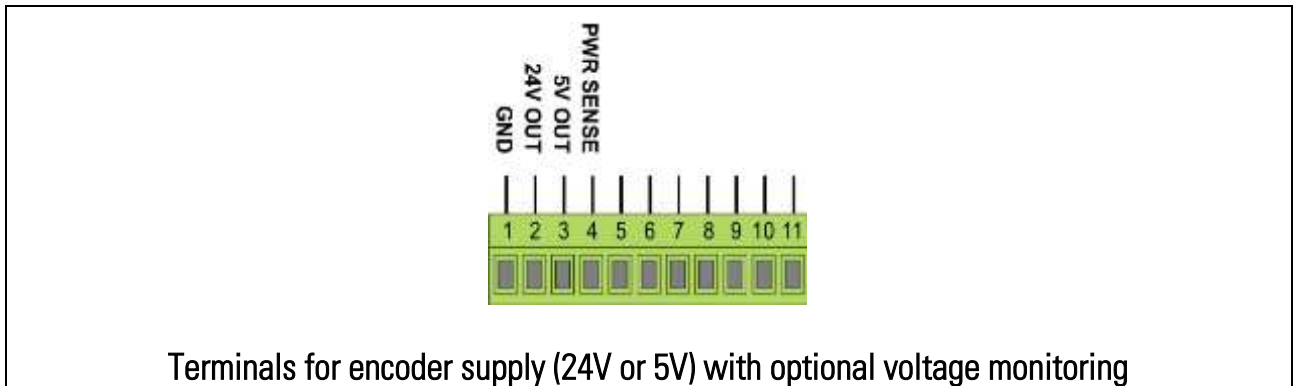 GND
24V OUT
5V OUT
PWR SENSE
1 2 3 4 5 6 7 8 9 10 11
Terminals for encoder supply (24V or 5V) with optional voltage monitoring